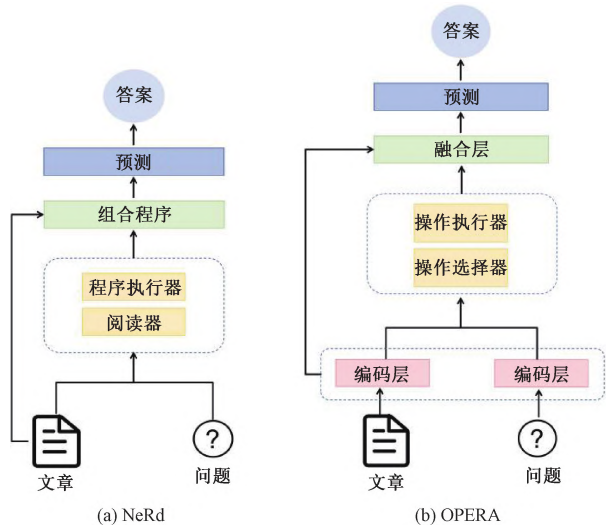 答案
预测
组合程序
程序执行器
阅读器
文章
?
问题
(a) NeRd
答案
预测
融合层
操作执行器
操作选择器
编码层
编码层
文章
?
问题
(b) OPERA